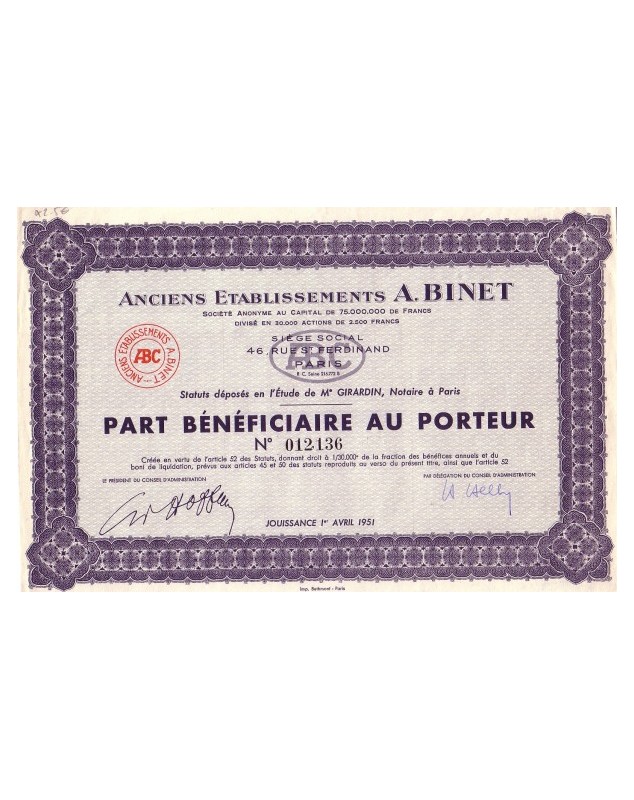 ANCIENS ETABLISSEMENTS A. BINET
SOCIÉTÉ ANONYME AU CAPITAL DE 75.000.000 DE FRANCS
DIVISÉ EN 30.000 ACTIONS DE 2.500 FRANCS
SIÈGE SOCIAL
46, RUE ST FERDINAND
PARIS
R. C. Seine 216.772 B
ABC
ANCIENS ETABLISSEMENTS A. BINET
ABC
Statuts déposés en l'Étude de Me GIRARDIN, Notaire à Paris
PART BÉNÉFICIAIRE AU PORTEUR
N° 012136
Créée en vertu de l'article 52 des Statuts, donnant droit à 1/30.000e de la fraction des bénéfices annuels et du
boni de liquidation, prévus aux articles 45 et 50 des statuts reproduits au verso du présent titre, ainsi que l'article 52
LE PRÉSIDENT DU CONSEIL D'ADMINISTRATION
PAR DÉLÉGATION DU CONSEIL D'ADMINISTRATION
JOUISSANCE 1er AVRIL 1951